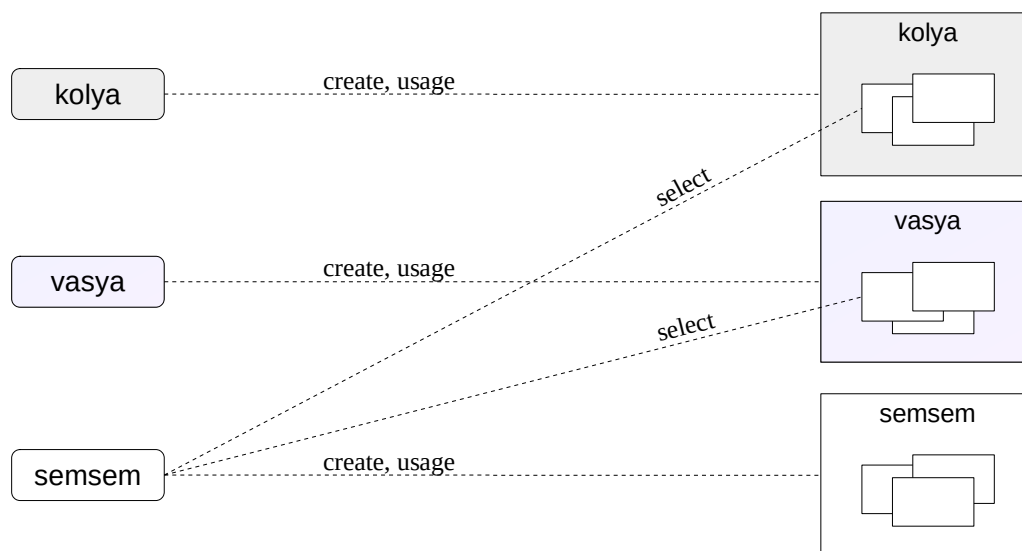 kolya
create, usage
kolya
select
vasya
create, usage
vasya
select
semsem
create, usage
semsem